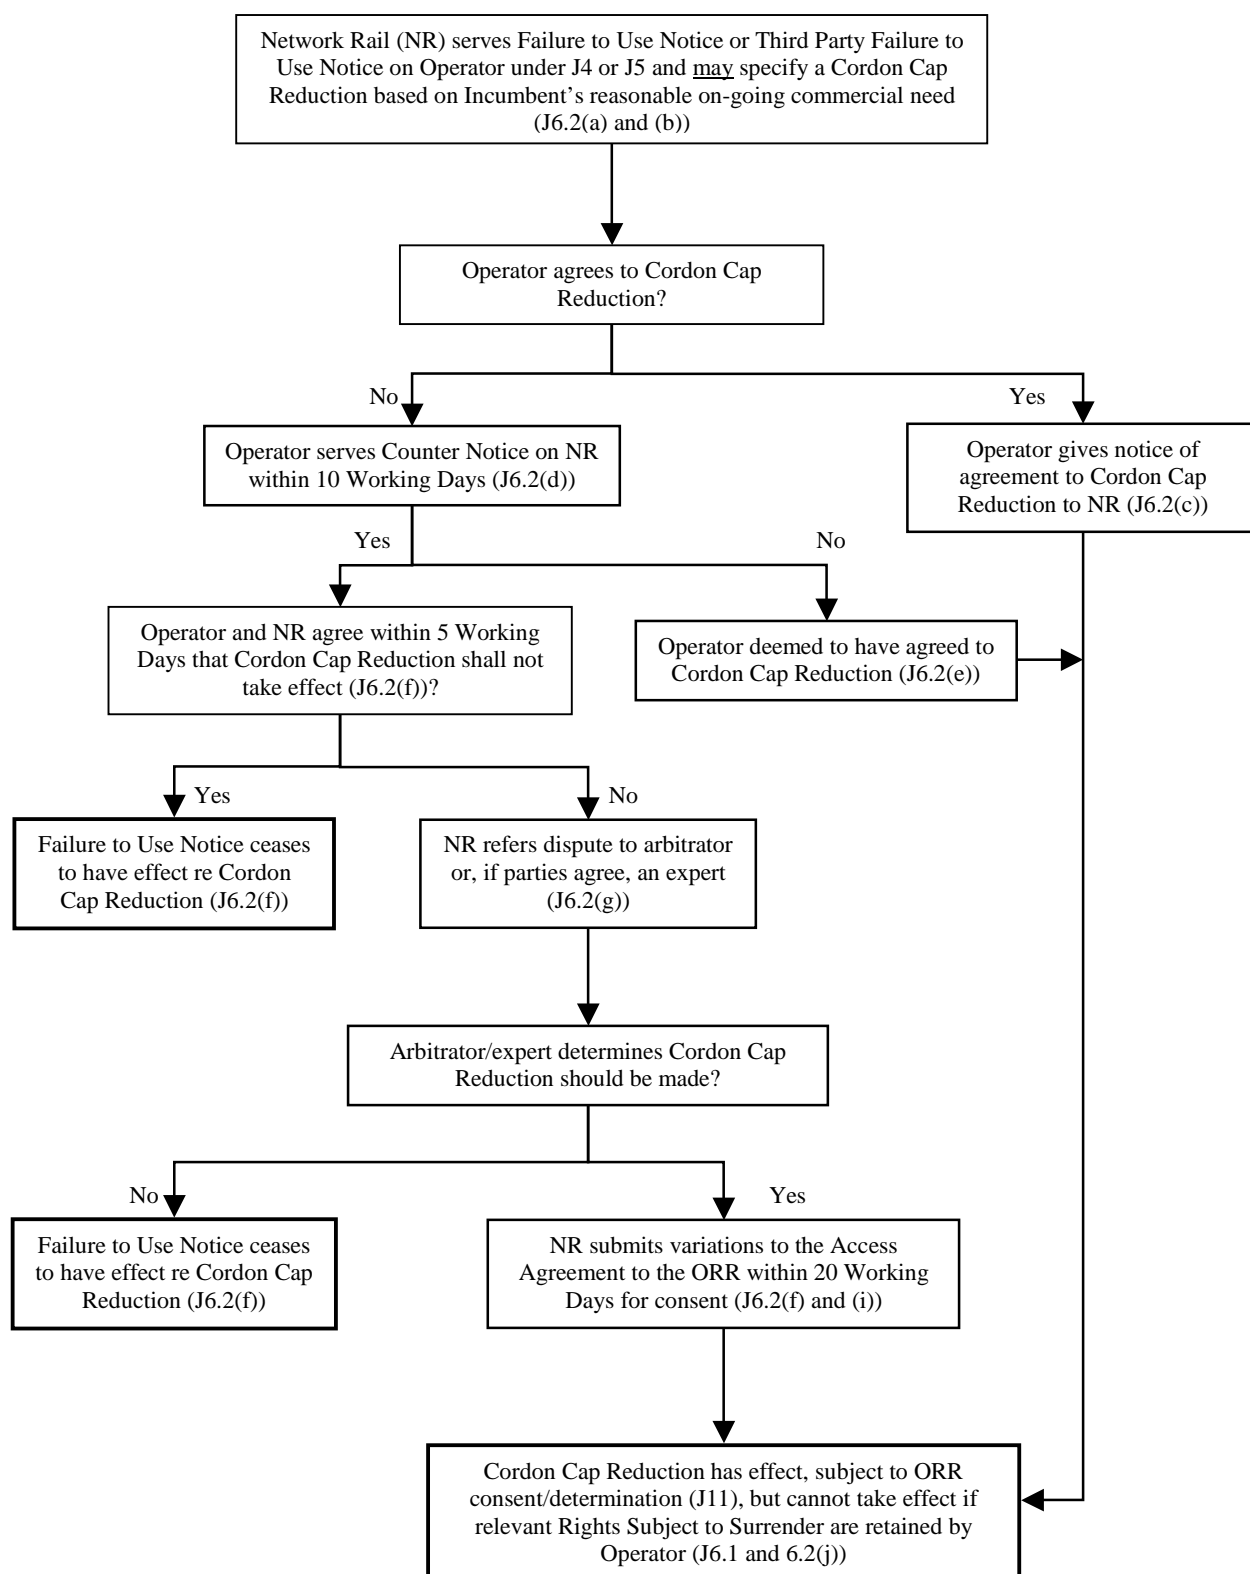 Network Rail (NR) serves Failure to Use Notice or Third Party Failure to
Use Notice on Operator under J4 or J5 and may specify a Cordon Cap
Reduction based on Incumbent’s reasonable on-going commercial need
(J6.2(a) and (b))
Operator agrees to Cordon Cap
Reduction?
No
Yes
Operator serves Counter Notice on NR
within 10 Working Days (J6.2(d))
Operator gives notice of
agreement to Cordon Cap
Reduction to NR (J6.2(c))
Yes
No
Operator and NR agree within 5 Working
Days that Cordon Cap Reduction shall not
take effect (J6.2(f))?
Operator deemed to have agreed to
Cordon Cap Reduction (J6.2(e))
Yes
No
Failure to Use Notice ceases
to have effect re Cordon
Cap Reduction (J6.2(f))
NR refers dispute to arbitrator
or, if parties agree, an expert
(J6.2(g))
Arbitrator/expert determines Cordon Cap
Reduction should be made?
No
Yes
Failure to Use Notice ceases
to have effect re Cordon Cap
Reduction (J6.2(f))
NR submits variations to the Access
Agreement to the ORR within 20 Working
Days for consent (J6.2(f) and (i))
Cordon Cap Reduction has effect, subject to ORR
consent/determination (J11), but cannot take effect if
relevant Rights Subject to Surrender are retained by
Operator (J6.1 and 6.2(j))